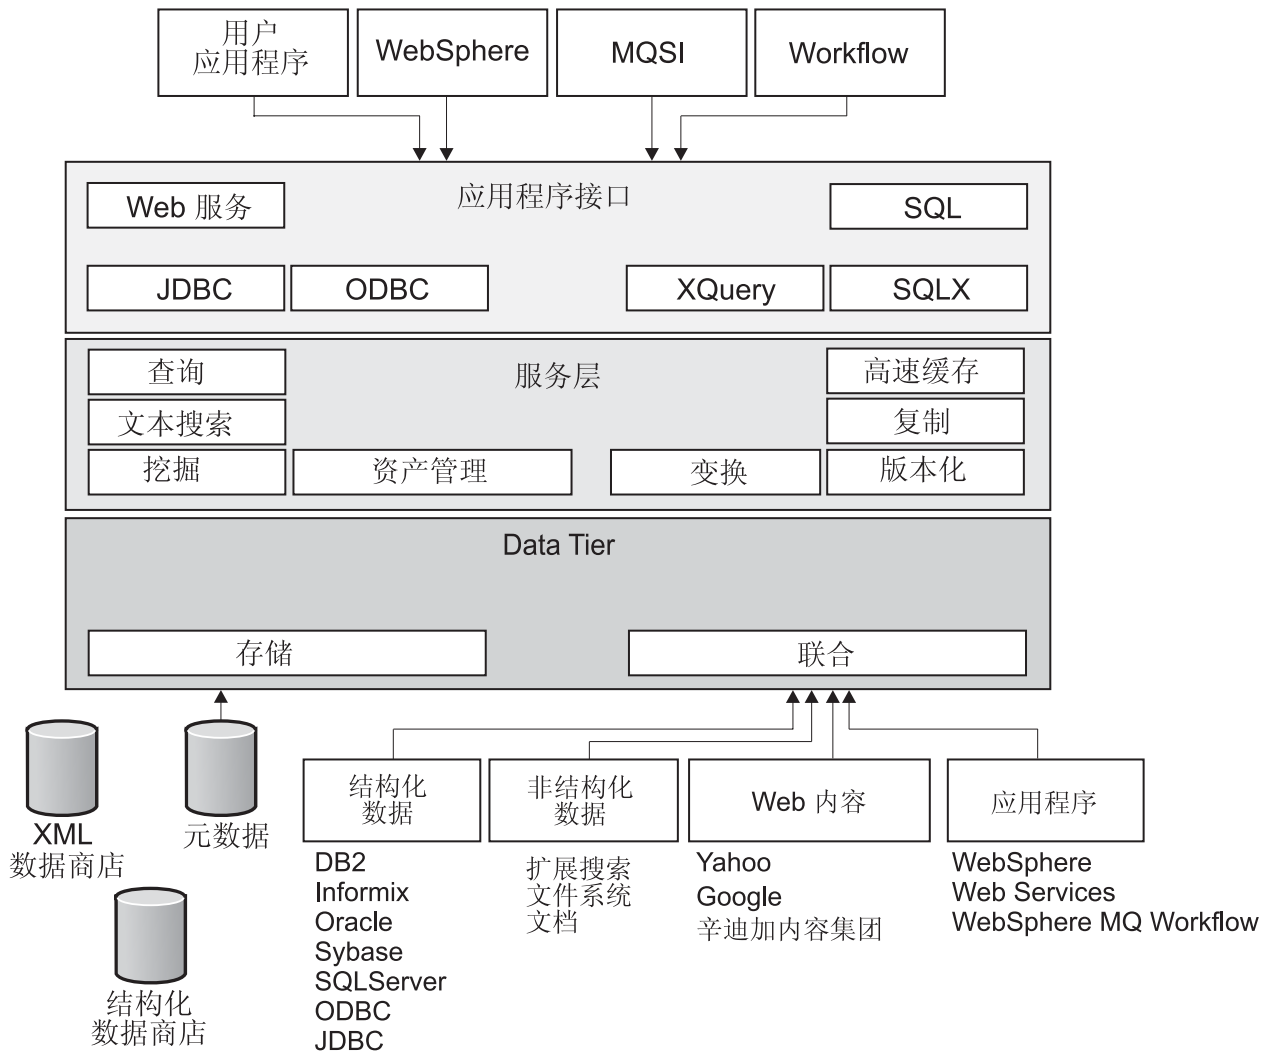 用户
应用程序
WebSphere
MQSI
Workflow
应用程序接口
Web 服务
SQL
JDBC
ODBC
XQuery
SQLX
服务层
查询
高速缓存
文本搜索
复制
挖掘
资产管理
变换
版本化
Data Tier
存储
联合
XML
数据商店
元数据
结构化
数据商店
结构化
数据
DB2
Informix
Oracle
Sybase
SQLServer
ODBC
JDBC
非结构化
数据
扩展搜索
文件系统
文档
Web 内容
Yahoo
Google
辛迪加内容集团
应用程序
WebSphere
Web Services
WebSphere MQ Workflow